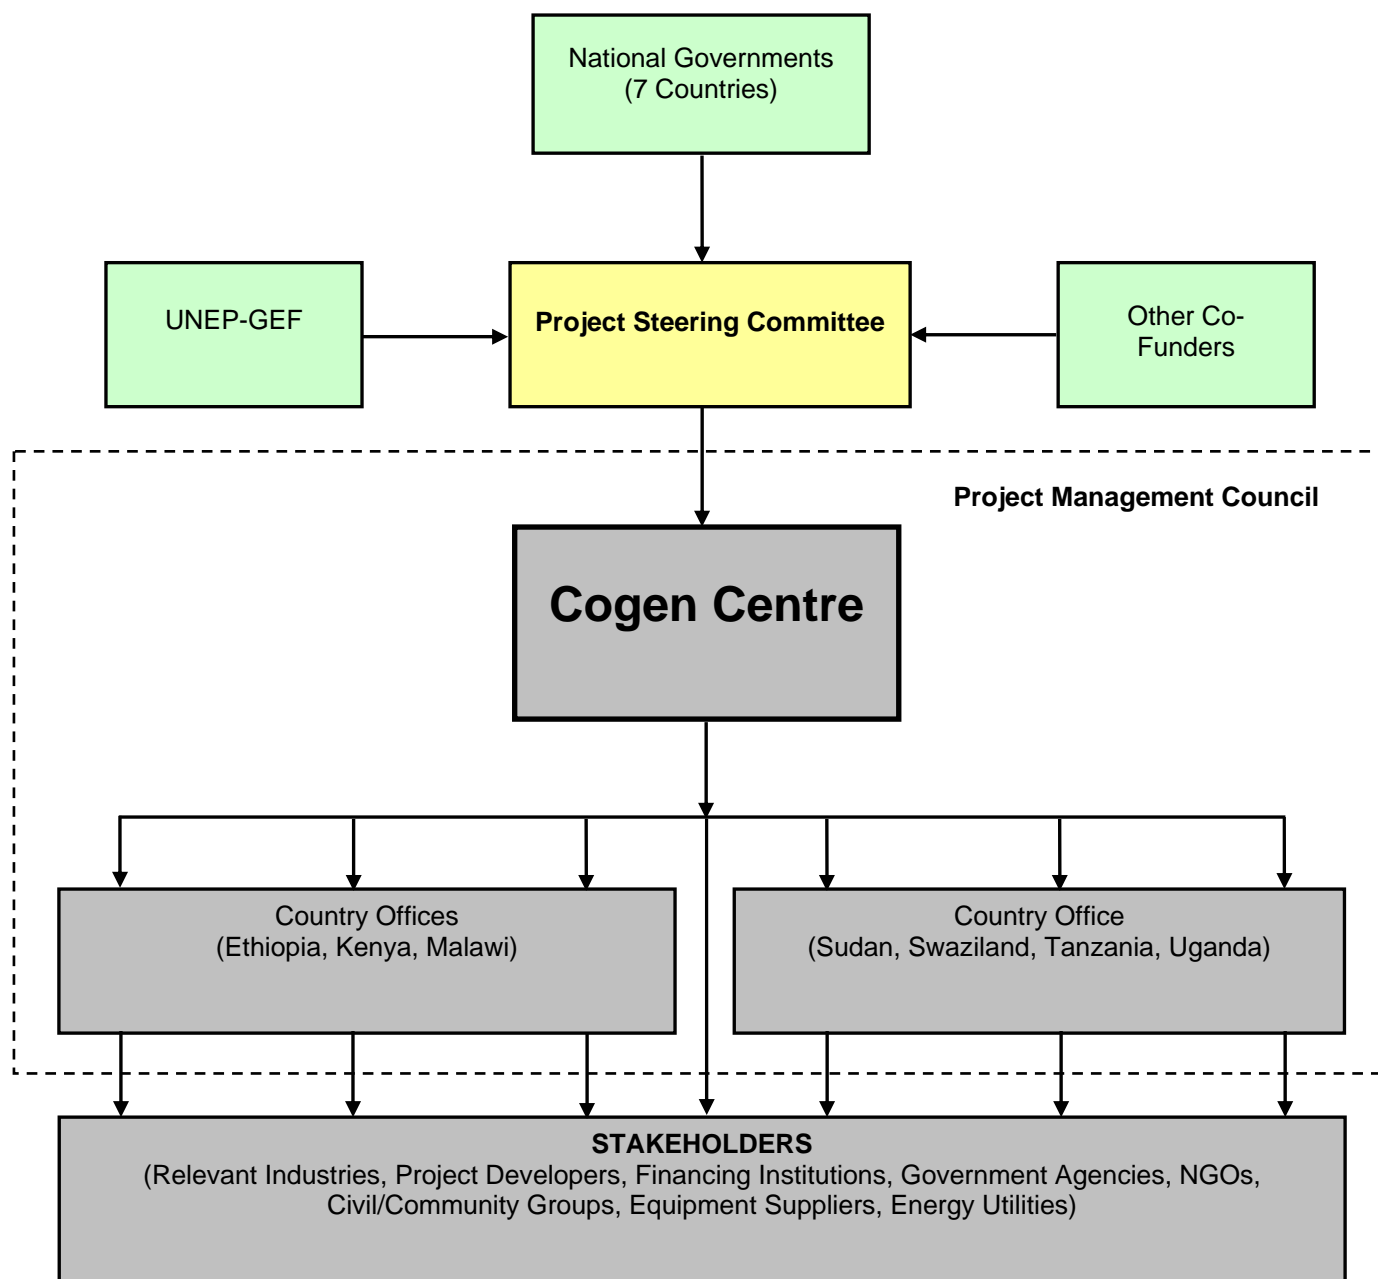 National Governments
(7 Countries)
UNEP-GEF
Project Steering Committee
Other Co-
Funders
Project Management Council
Cogen Centre
Country Offices
(Ethiopia, Kenya, Malawi)
Country Office
(Sudan, Swaziland, Tanzania, Uganda)
STAKEHOLDERS
(Relevant Industries, Project Developers, Financing Institutions, Government Agencies, NGOs,
Civil/Community Groups, Equipment Suppliers, Energy Utilities)